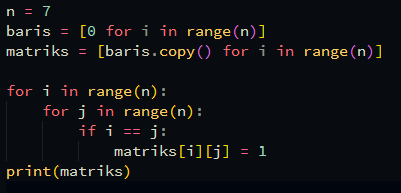 n = 7
baris = [0 for i in range(n)]
matriks = [baris.copy() for i in range(n)]

for i in range(n):
    for j in range(n):
        if i == j:
            matriks[i][j] = 1
print(matriks)